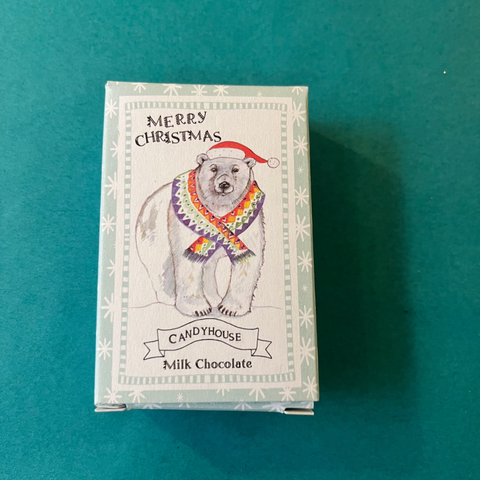 MERRY
CHRISTMAS
CANDYHOUSE
Milk Chocolate